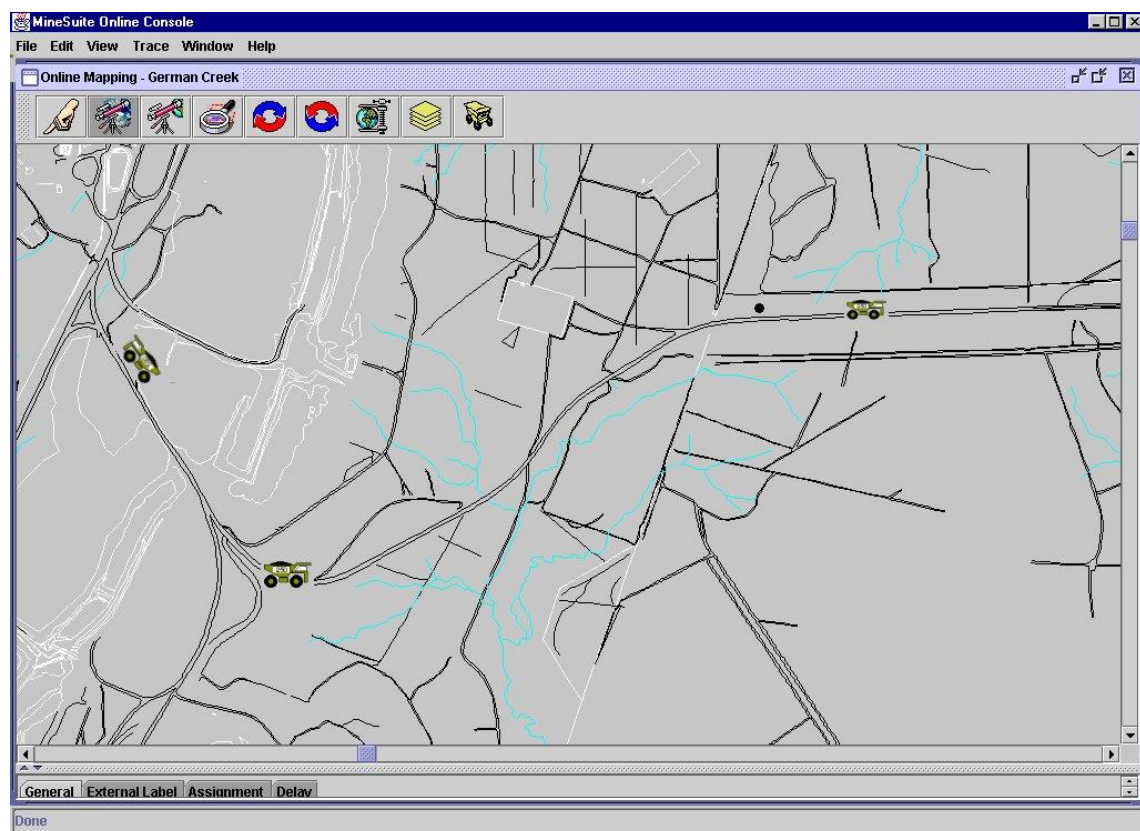 MineSuite Online Console
File Edit View Trace Window Help
Online Mapping - German Creek
General External Label Assignment Delay
Done